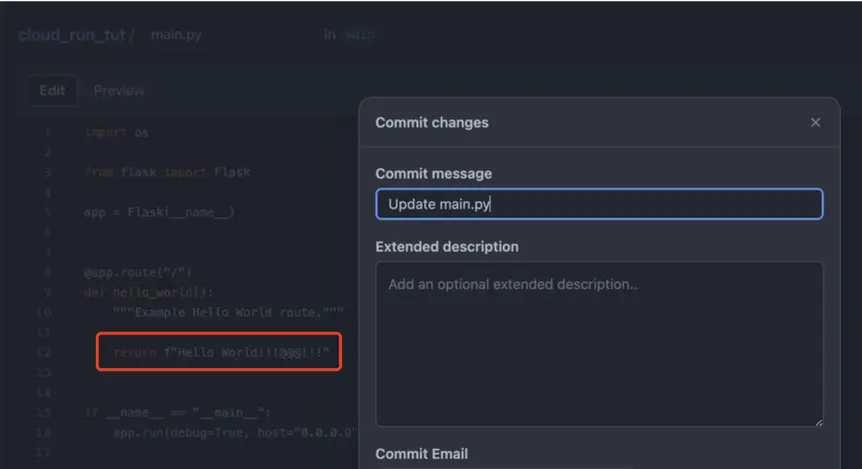 cloud_run_tut / main.py in main
Edit Preview
Commit changes ×
Commit message
Update main.py
Extended description
Add an optional extended description..
Commit Email
1 import os
2
3 from flask import Flask
4
5 app = Flask(__name__)
6
7
8 @app.route("/")
9 def hello_world():
10 """Example Hello World route."""
11
12 return f"Hello World!!!@@@!!!"
13
14
15 if __name__ == "__main__":
16 app.run(debug=True, host="0.0.0.0"
17